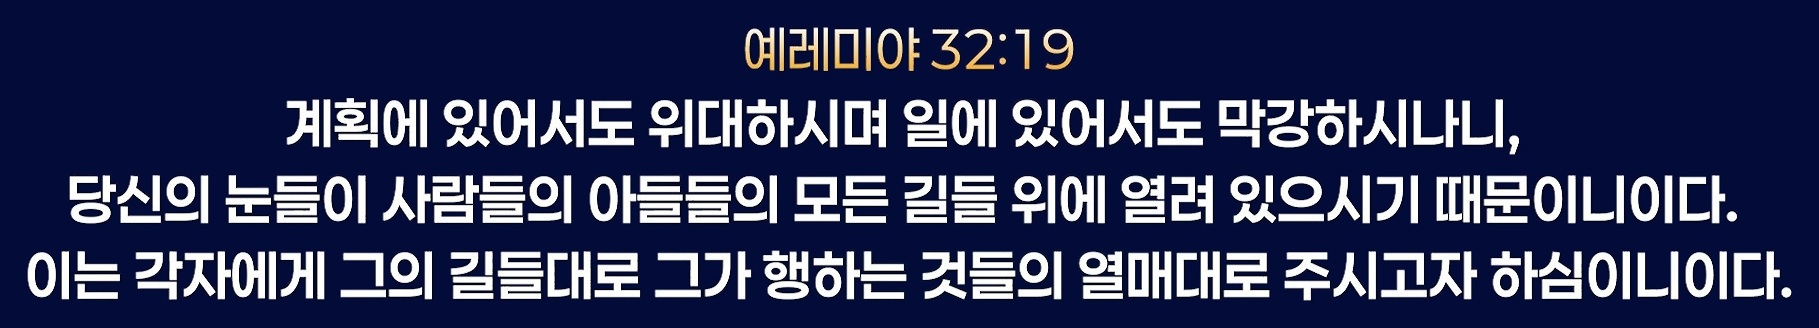 예레미야 32:19
계획에 있어서도 위대하시며 일에 있어서도 막강하시나니,
당신의 눈들이 사람들의 아들들의 모든 길들 위에 열려 있으시기 때문이니이다.
이는 각자에게 그의 길들대로 그가 행하는 것들의 열매대로 주시고자 하심이니이다.